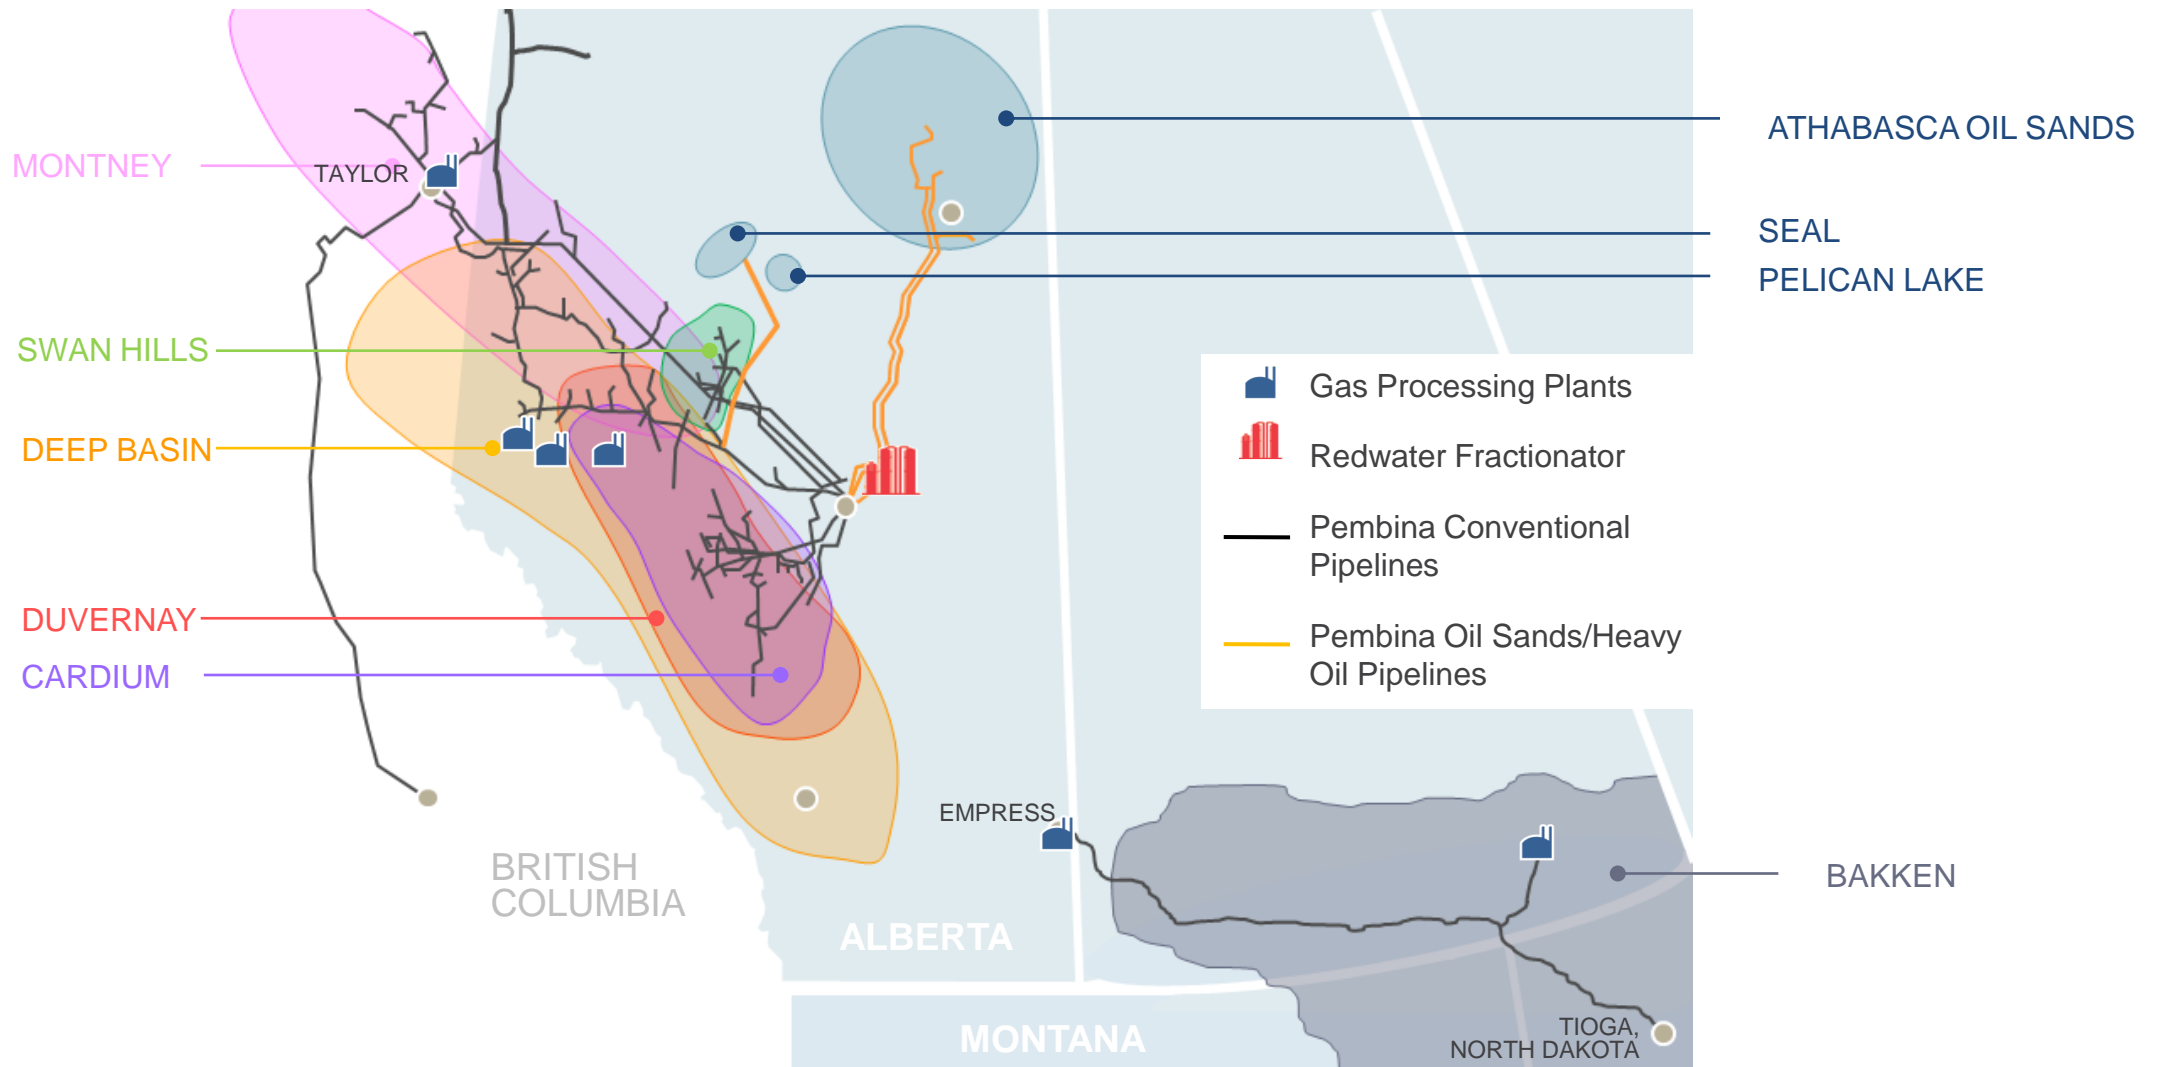 MONTNEY
TAYLOR
SWAN HILLS
DEEP BASIN
DUVERNAY
CARDIUM
BRITISH
COLUMBIA
ALBERTA
MONTANA
EMPRESS
TIOGA,
NORTH DAKOTA
ATHABASCA OIL SANDS
SEAL
PELICAN LAKE
Gas Processing Plants
Redwater Fractionator
Pembina Conventional
Pipelines
Pembina Oil Sands/Heavy
Oil Pipelines
BAKKEN